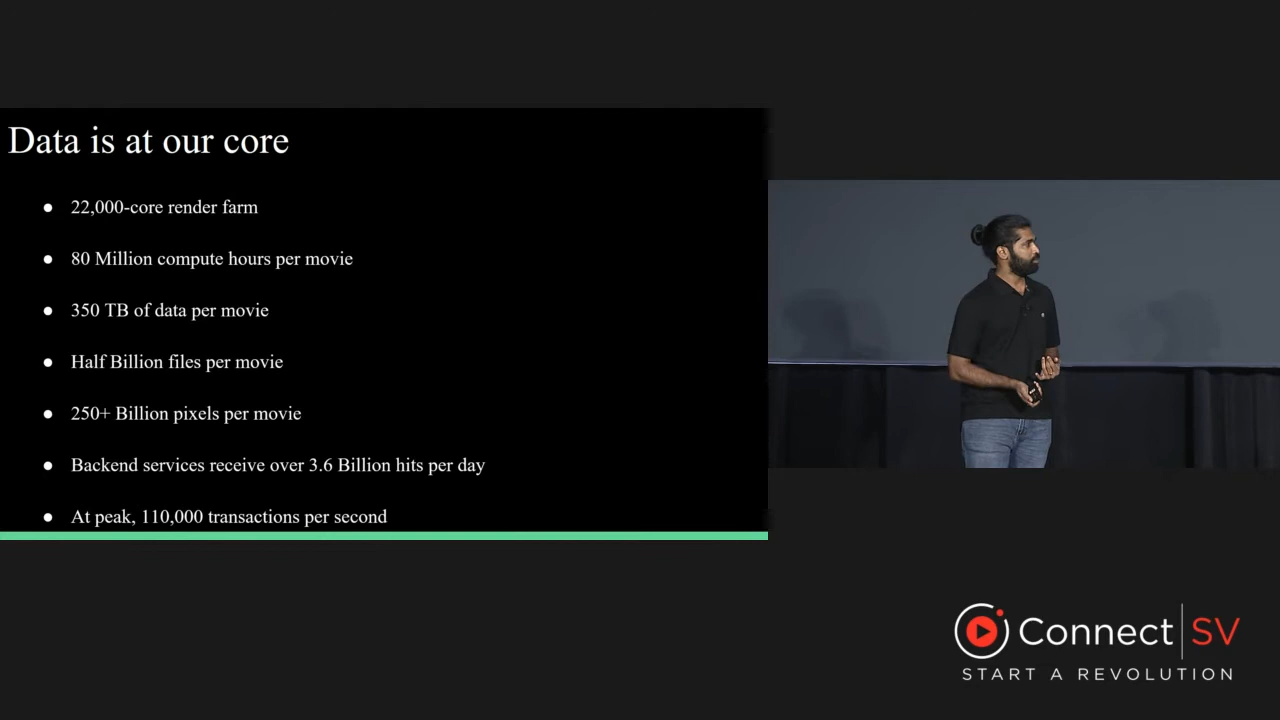 Data is at our core
● 22,000-core render farm
● 80 Million compute hours per movie
● 350 TB of data per movie
● Half Billion files per movie
● 250+ Billion pixels per movie
● Backend services receive over 3.6 Billion hits per day
● At peak, 110,000 transactions per second
Connect | SV
START A REVOLUTION